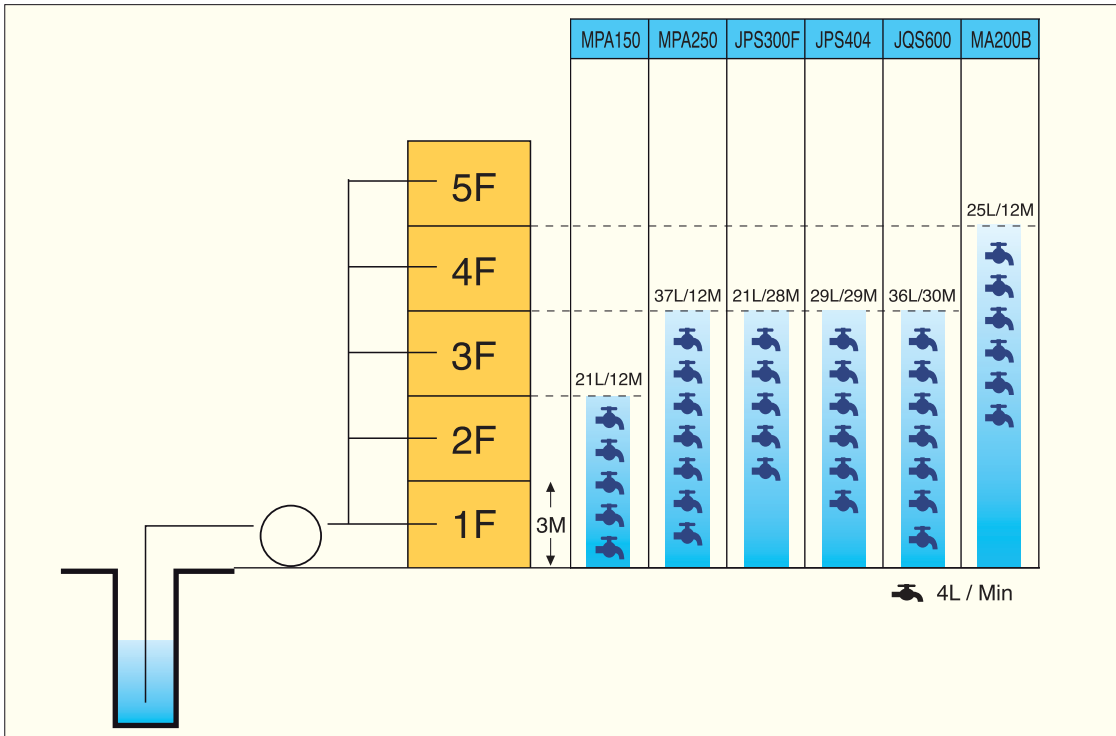 MPA150 MPA250 JPS300F JPS404 JQS600 MA200B
5F
25L/12M
4F
37L/12M 21L/28M 29L/29M 36L/30M
3F
21L/12M
2F
1F
3M
4L / Min